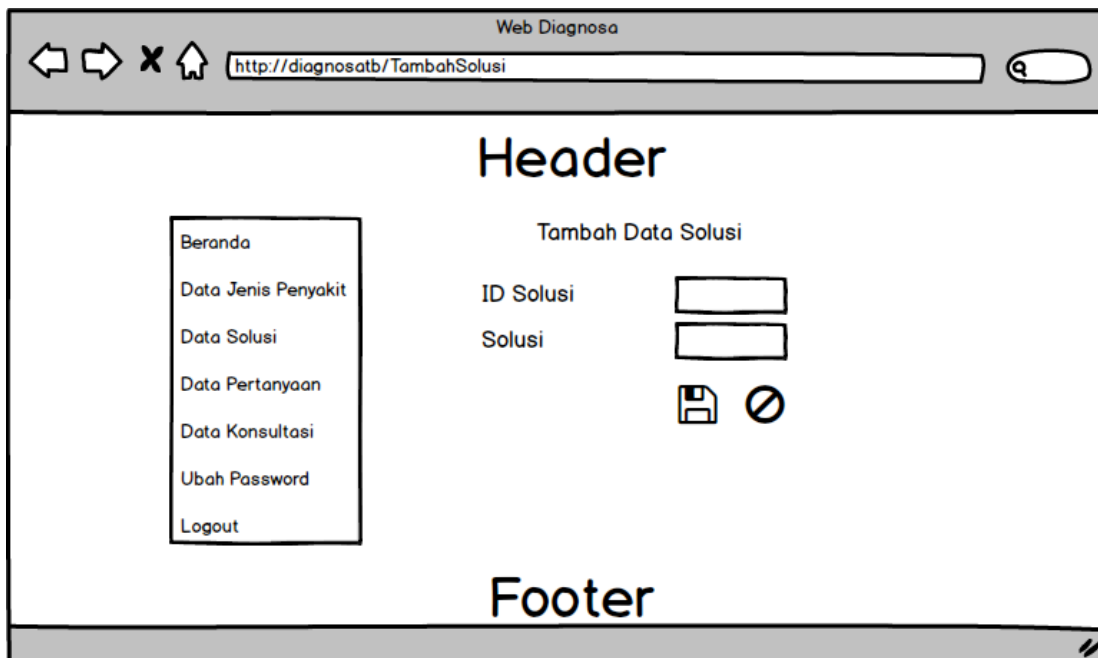 Web Diagnosa
http://diagnosatb/TambahSolusi
Header
Beranda
Data Jenis Penyakit
Data Solusi
Data Pertanyaan
Data Konsultasi
Ubah Password
Logout
Tambah Data Solusi
ID Solusi
Solusi
Footer